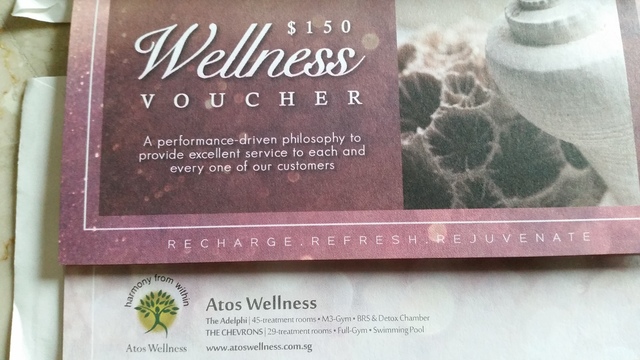 $150
Wellness
VOUCHER
A performance-driven philosophy to
provide excellent service to each and
every one of our customers
RECHARGE.REFRESH.REJUVENATE
harmony from within
Atos Wellness
Atos Wellness
The Adelphi | 45-treatment rooms • M3-Gym • BRS & Detox Chamber
THE CHEVRONS | 29-treatment rooms • Full-Gym • Swimming Pool
www.atoswellness.com.sg